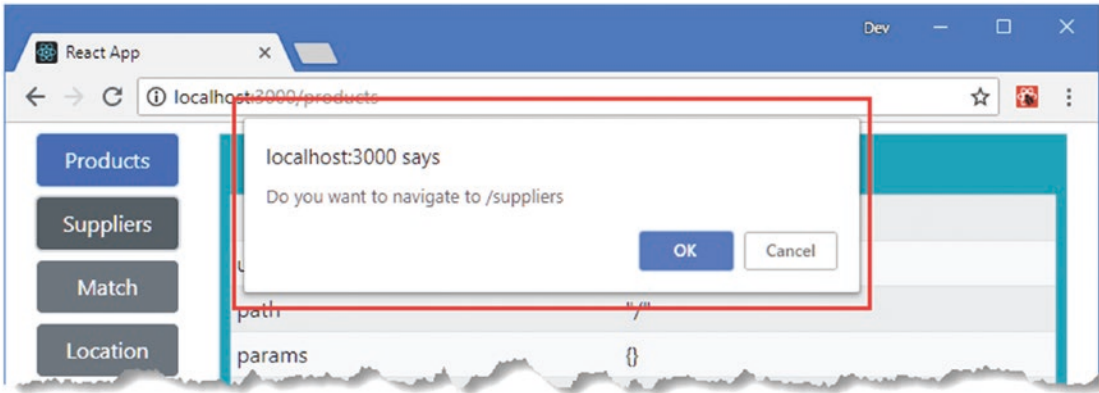 Dev
React App
localhost:3000/products
Products
localhost:3000 says
Do you want to navigate to /suppliers
Suppliers
OK Cancel
Match
path "/"
Location
params {}